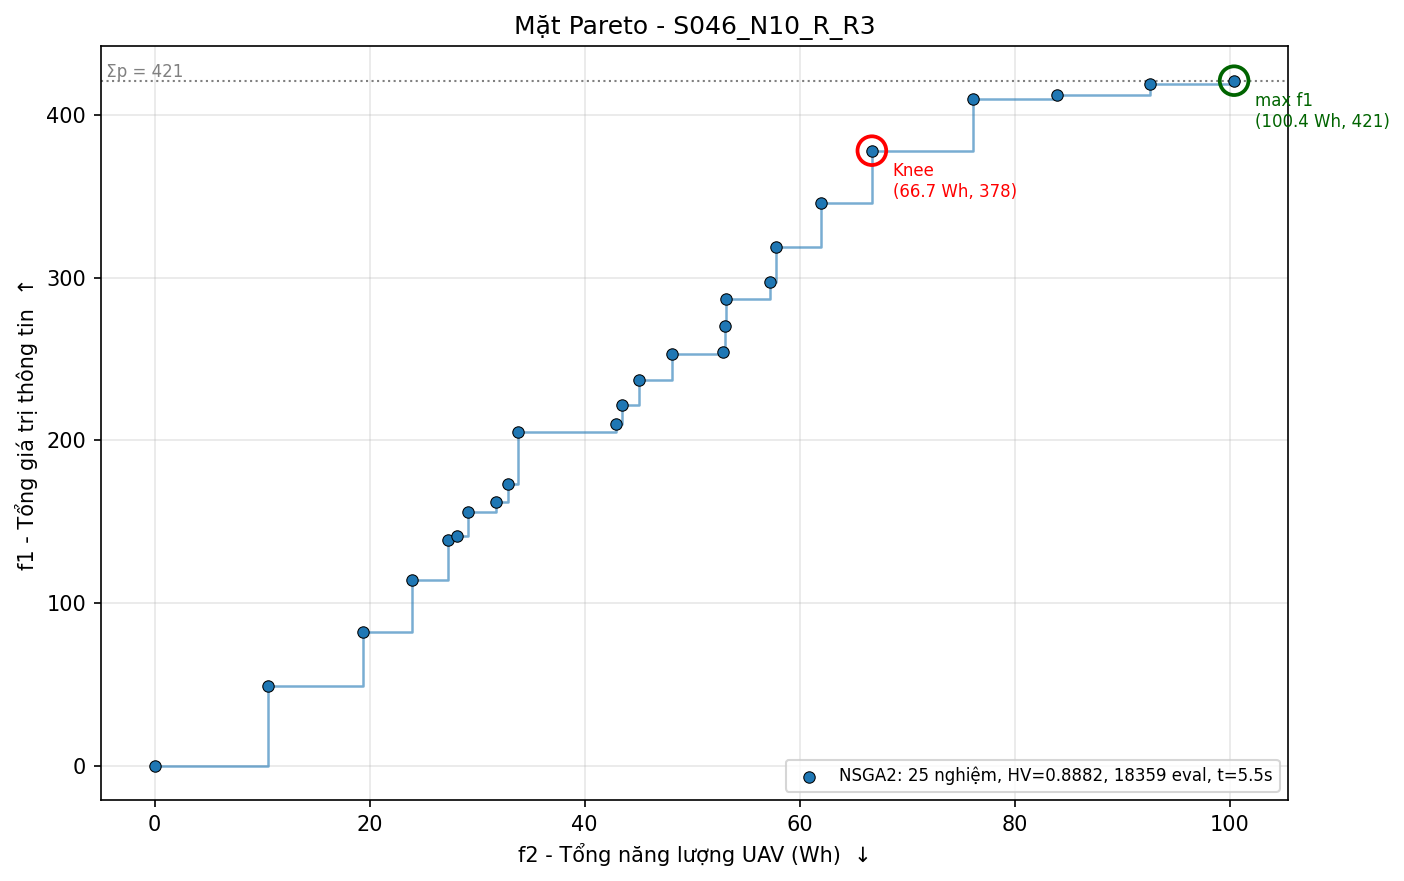 Mặt Pareto - S046_N10_R_R3
Σp = 421
max f1
(100.4 Wh, 421)
Knee
(66.7 Wh, 378)
400
300
200
100
0
f1 - Tổng giá trị thông tin ↑
NSGA2: 25 nghiệm, HV=0.8882, 18359 eval, t=5.5s
0 20 40 60 80 100
f2 - Tổng năng lượng UAV (Wh) ↓